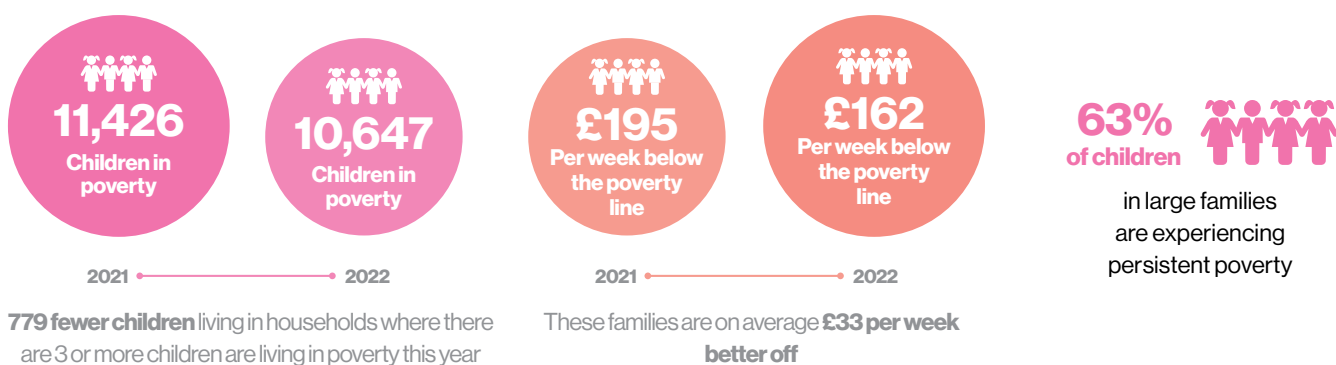 11,426
Children in
poverty
10,647
Children in
poverty
2021
2022
779 fewer children living in households where there
are 3 or more children are living in poverty this year
£195
Per week below
the poverty
line
£162
Per week below
the poverty
line
2021
2022
These families are on average £33 per week
better off
63%
of children
in large families
are experiencing
persistent poverty